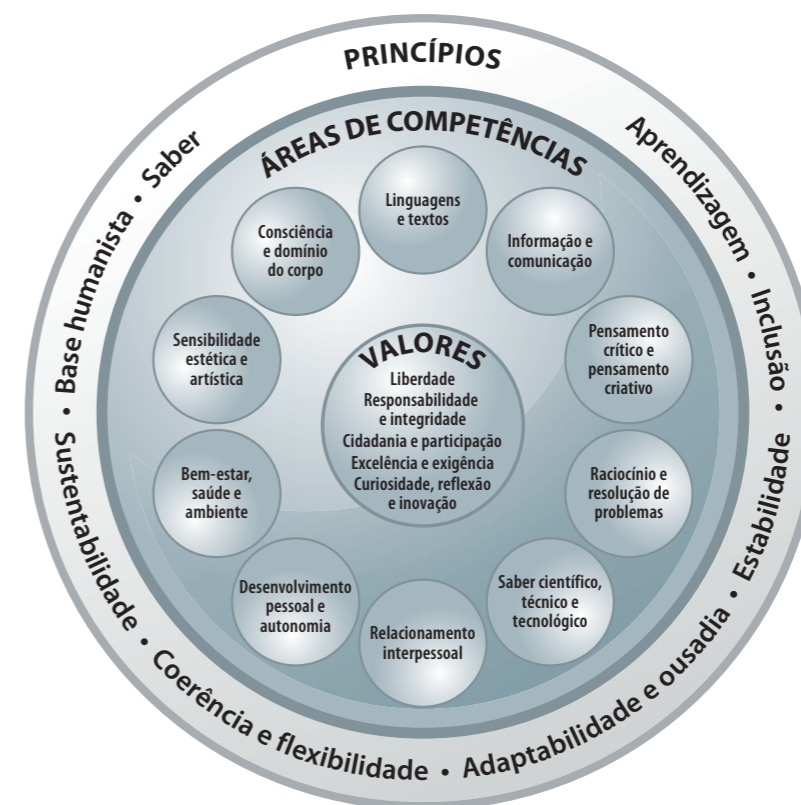 PRINCÍPIOS
Aprendizagem • Inclusão • Estabilidade • Adaptabilidade e ousadia • Coerência e flexibilidade • Sustentabilidade • Base humanista • Saber
ÁREAS DE COMPETÊNCIAS
Linguagens
e textos
Informação e
comunicação
Pensamento
crítico e
pensamento
criativo
Raciocínio e
resolução de
problemas
Saber científico,
técnico e
tecnológico
Relacionamento
interpessoal
Desenvolvimento
pessoal e
autonomia
Bem-estar,
saúde e
ambiente
Sensibilidade
estética e
artística
Consciência
e domínio
do corpo
VALORES
Liberdade
Responsabilidade
e integridade
Cidadania e participação
Excelência e exigência
Curiosidade, reflexão
e inovação